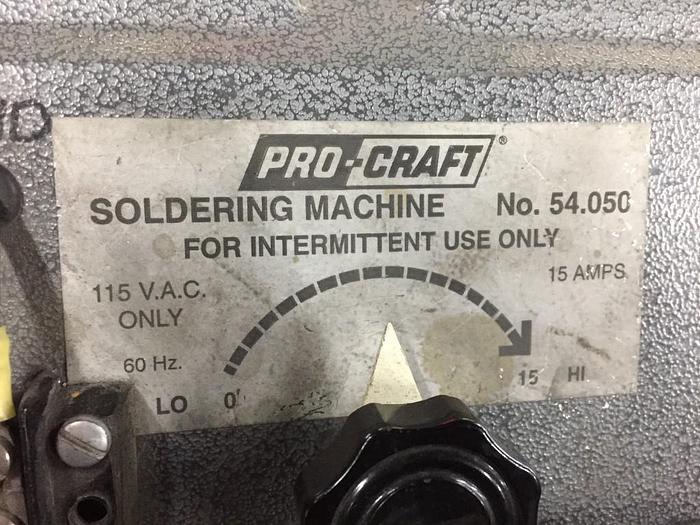 PRO-CRAFT®
SOLDERING MACHINE No. 54.050
FOR INTERMITTENT USE ONLY
115 V.A.C. 15 AMPS
ONLY
60 Hz.
LO 0 15 HI